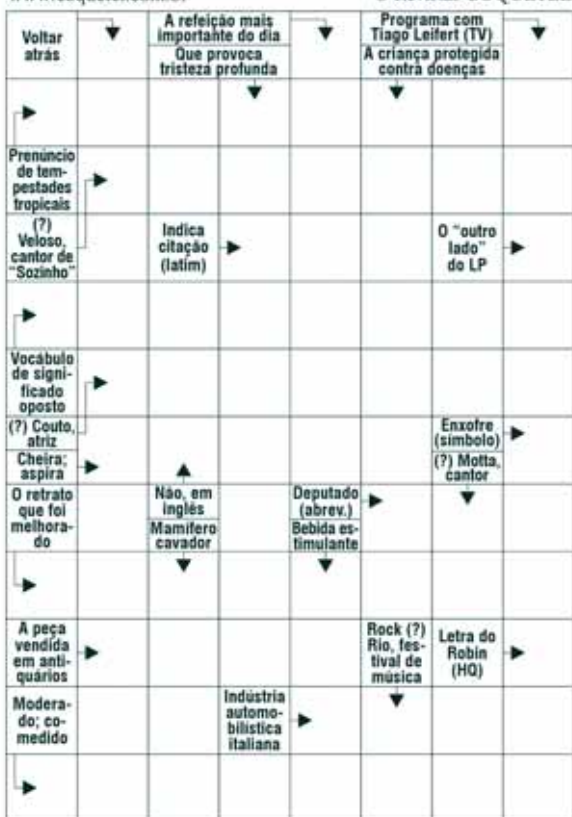 Voltar
atrás
A refeição mais
importante do dia
Que provoca
tristeza profunda
Programa com
Tiago Leifert (TV)
A criança protegida
contra doenças
Prenúncio
de tem-
pestades
tropicais
(?)
Veloso,
cantor de
"Sozinho"
Indica
citação
(latim)
O "outro
lado"
do LP
Vocábulo
de signi-
ficado
oposto
(?) Couto,
atriz
Cheira;
aspira
Enxofre
(símbolo)
(?) Motta,
cantor
O retrato
que foi
melhora-
do
Não, em
inglês
Mamífero
cavador
Deputado
(abrev.)
Bebida es-
timulante
A peça
vendida
em anti-
quários
Rock (?)
Rio, fes-
tival de
música
Letra do
Robin
(HQ)
Modera-
do; co-
medido
Indústria
automo-
bilística
italiana